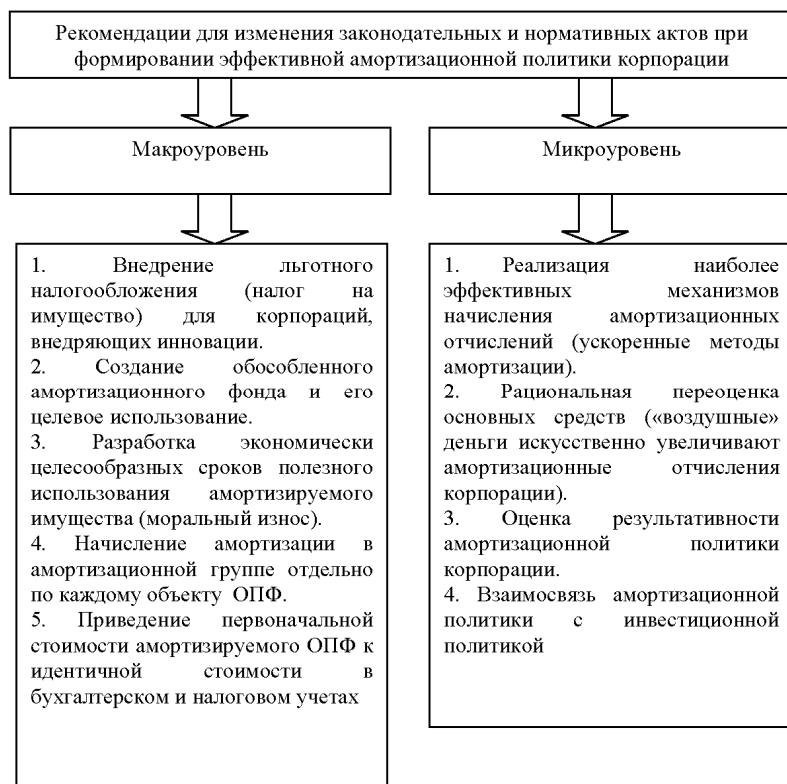 Рекомендации для изменения законодательных и нормативных актов при
формировании эффективной амортизационной политики корпорации
Макроуровень
Микроуровень
1. Внедрение льготного
налогообложения (налог на
имущество) для корпораций,
внедряющих инновации.
2. Создание обособленного
амортизационного фонда и его
целевое использование.
3. Разработка экономически
целесообразных сроков полезного
использования амортизируемого
имущества (моральный износ).
4. Начисление амортизации в
амортизационной группе отдельно
по каждому объекту ОПФ.
5. Приведение первоначальной
стоимости амортизируемого ОПФ к
идентичной стоимости в
бухгалтерском и налоговом учетах
1. Реализация наиболее
эффективных механизмов
начисления амортизационных
отчислений (ускоренные методы
амортизации).
2. Рациональная переоценка
основных средств («воздушные»
деньги искусственно увеличивают
амортизационные отчисления
корпорации).
3. Оценка результативности
амортизационной политики
корпорации.
4. Взаимосвязь амортизационной
политики с инвестиционной
политикой